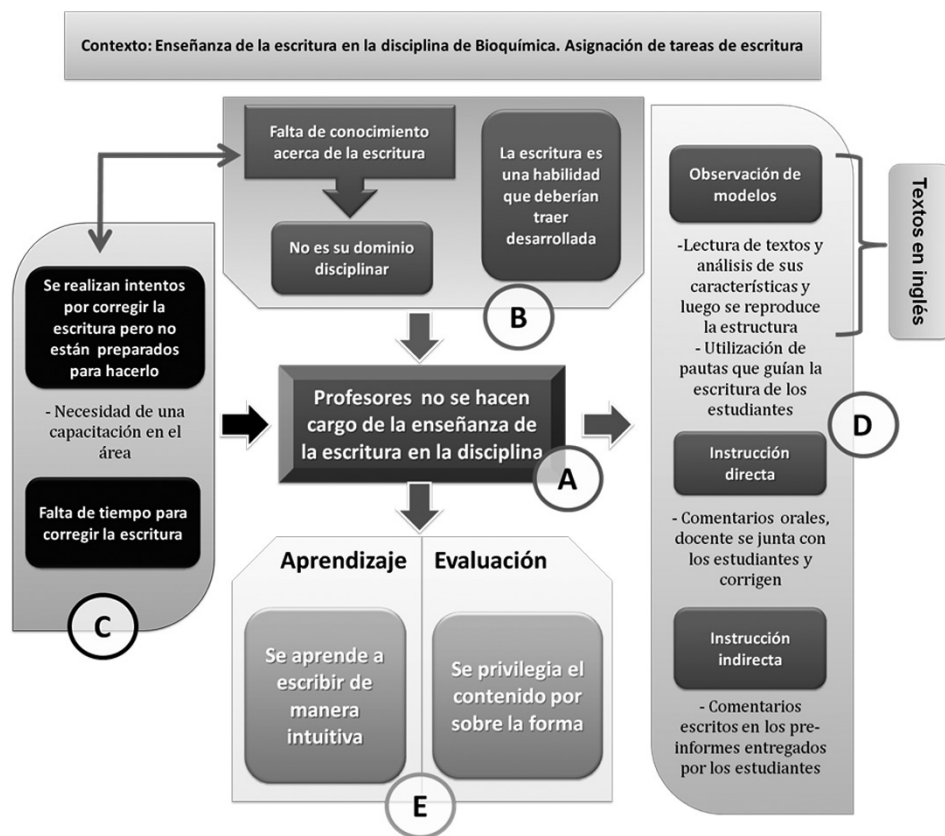 Contexto: Enseñanza de la escritura en la disciplina de Bioquímica. Asignación de tareas de escritura
Falta de conocimiento
acerca de la escritura
No es su dominio
disciplinar
La escritura es
una habilidad
que deberían
traer
desarrollada
B
Se realizan intentos
por corregir la
escritura pero no
están preparados
para hacerlo
- Necesidad de una
capacitación en el
área
Falta de tiempo para
corregir la escritura
C
Profesores no se hacen
cargo de la enseñanza de
la escritura en la disciplina
A
Observación de
modelos
-Lectura de textos y
análisis de sus
características y
luego se reproduce
la estructura
- Utilización de
pautas que guían la
escritura de los
estudiantes
Textos en inglés
D
Instrucción
directa
- Comentarios orales,
docente se junta con
los estudiantes y
corrigen
Instrucción
indirecta
- Comentarios
escritos en los pre-
informes entregados
por los estudiantes
Aprendizaje
Se aprende a
escribir de
manera
intuitiva
Evaluación
Se privilegia el
contenido por
sobre la forma
E